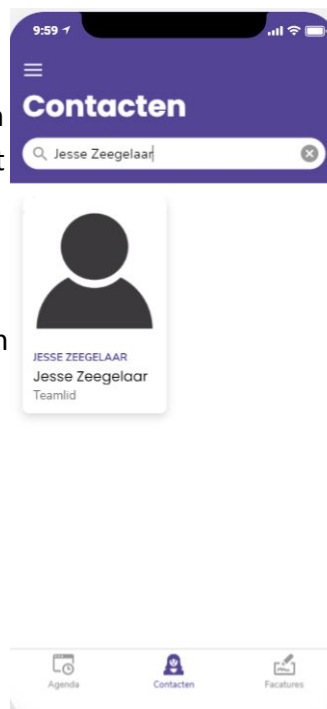 9:59
Contacten
Jesse Zeegelaar
JESSE ZEEGELAAR
Jesse Zeegelaar
Teamlid
Agenda
Contacten
Facatures